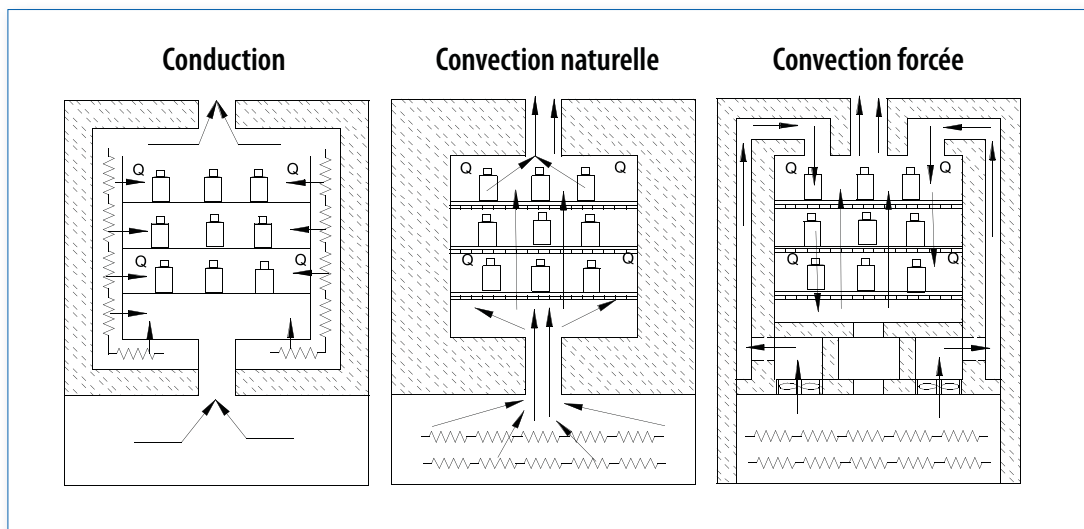 Conduction
Convection naturelle
Convection forcée
Q
Q
Q
Q
Q
Q
Q
Q
Q
Q
Q
Q